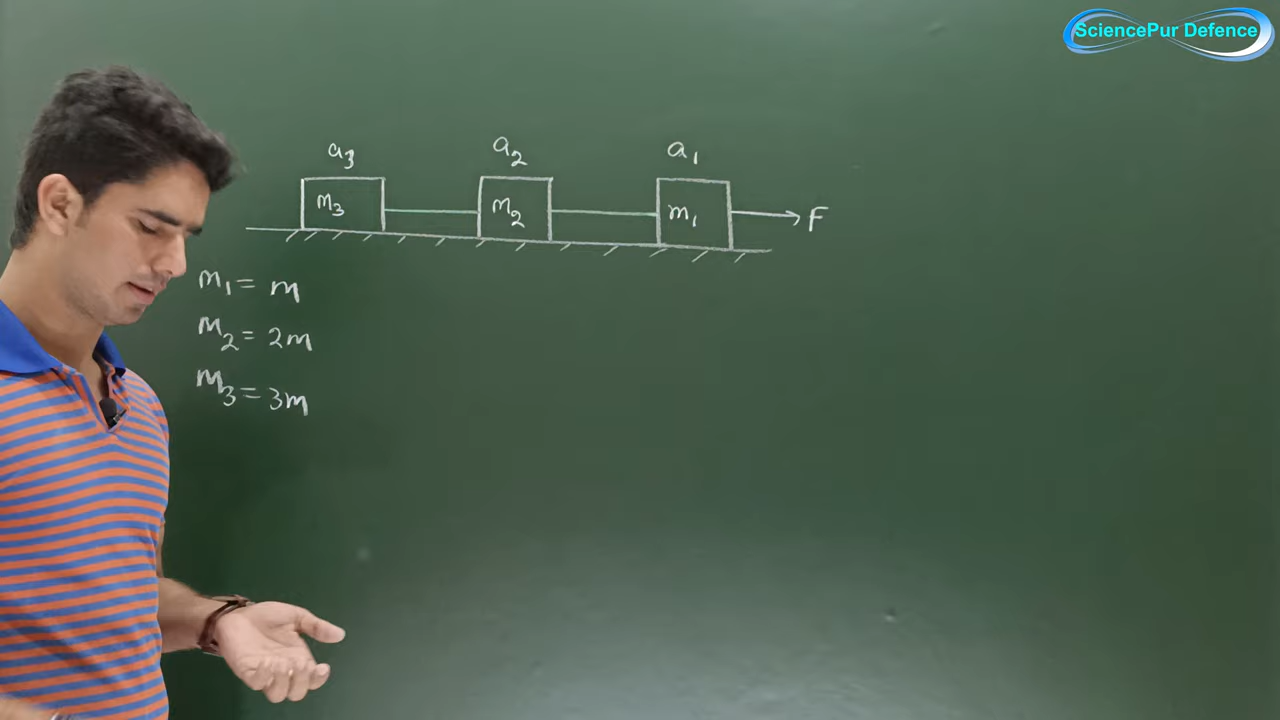 SciencePur Defence
a₃ a₂ a₁
m₃ m₂ m₁ F
m₁ = m
m₂ = 2m
m₃ = 3m